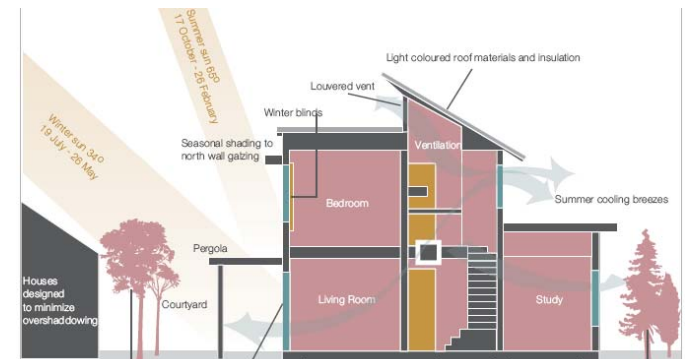 Summer sun 65º
17 October - 26 February
Winter sun 34º
19 July - 26 May
Light coloured roof materials and insulation
Louvered vent
Winter blinds
Seasonal shading to
north wall galzing
Ventilation
Bedroom
Summer cooling breezes
Pergola
Houses
designed
to minimize
overshaddowing
Courtyard
Living Room
Study